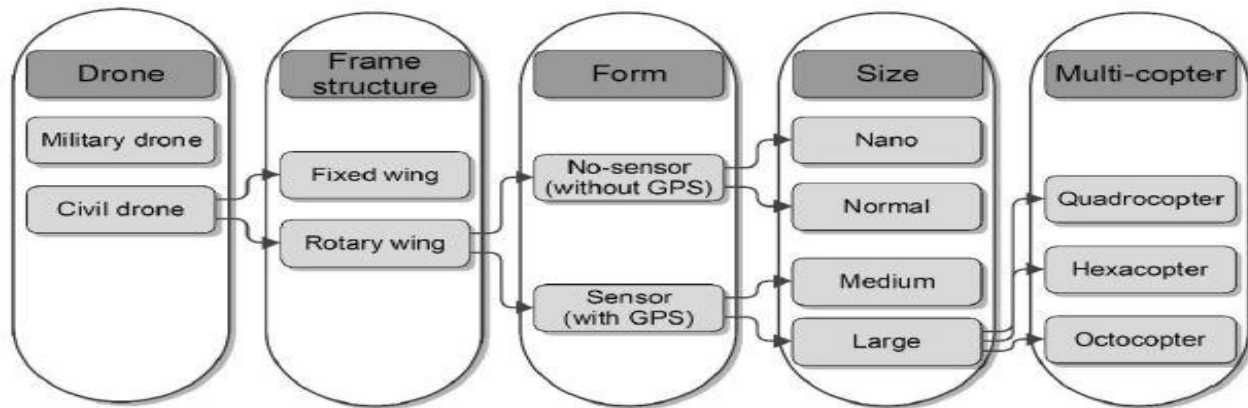 Drone
Military drone
Civil drone
Frame
structure
Fixed wing
Rotary wing
Form
No-sensor
(without GPS)
Sensor
(with GPS)
Size
Nano
Normal
Medium
Large
Multi-copter
Quadrocopter
Hexacopter
Octocopter